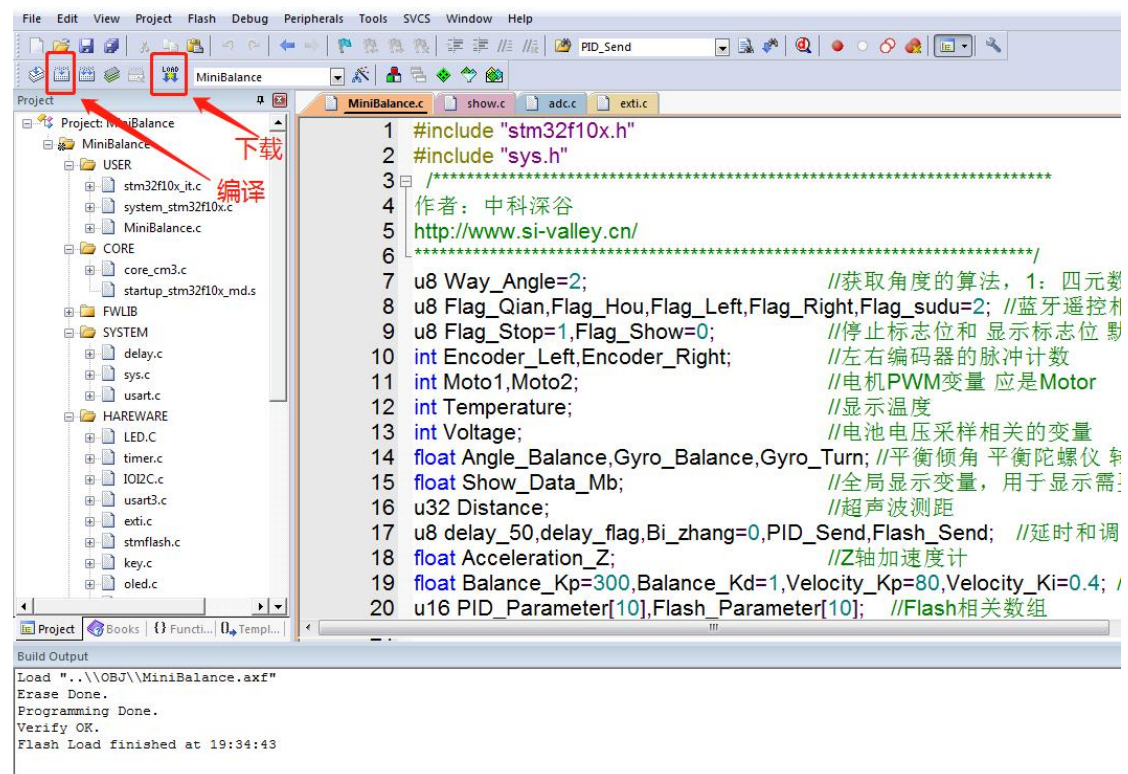 File Edit View Project Flash Debug Peripherals Tools SVCS Window Help
PID_Send
LOAD
MiniBalance
Project
MiniBalance.c show.c adc.c exti.c
Project: MiniBalance
MiniBalance
下载
USER
stm32f10x_it.c
编译
system_stm32f10x.c
MiniBalance.c
CORE
core_cm3.c
startup_stm32f10x_md.s
FWLIB
SYSTEM
delay.c
sys.c
usart.c
HAREWARE
LED.C
timer.c
IOI2C.c
usart3.c
exti.c
stmflash.c
key.c
oled.c
Project Books {} Functi... Templ...
1 #include "stm32f10x.h"
2 #include "sys.h"
3 /**************************************************************************
4 作者：中科深谷
5 http://www.si-valley.cn/
6 **************************************************************************/
7 u8 Way_Angle=2; //获取角度的算法，1：四元数
8 u8 Flag_Qian,Flag_Hou,Flag_Left,Flag_Right,Flag_sudu=2; //蓝牙遥控相
9 u8 Flag_Stop=1,Flag_Show=0; //停止标志位和 显示标志位 默
10 int Encoder_Left,Encoder_Right; //左右编码器的脉冲计数
11 int Moto1,Moto2; //电机PWM变量 应是Motor
12 int Temperature; //显示温度
13 int Voltage; //电池电压采样相关的变量
14 float Angle_Balance,Gyro_Balance,Gyro_Turn; //平衡倾角 平衡陀螺仪 转
15 float Show_Data_Mb; //全局显示变量，用于显示需要
16 u32 Distance; //超声波测距
17 u8 delay_50,delay_flag,Bi_zhang=0,PID_Send,Flash_Send; //延时和调
18 float Acceleration_Z; //Z轴加速度计
19 float Balance_Kp=300,Balance_Kd=1,Velocity_Kp=80,Velocity_Ki=0.4; /
20 u16 PID_Parameter[10],Flash_Parameter[10]; //Flash相关数组
Build Output
Load "..\\OBJ\\MiniBalance.axf"
Erase Done.
Programming Done.
Verify OK.
Flash Load finished at 19:34:43